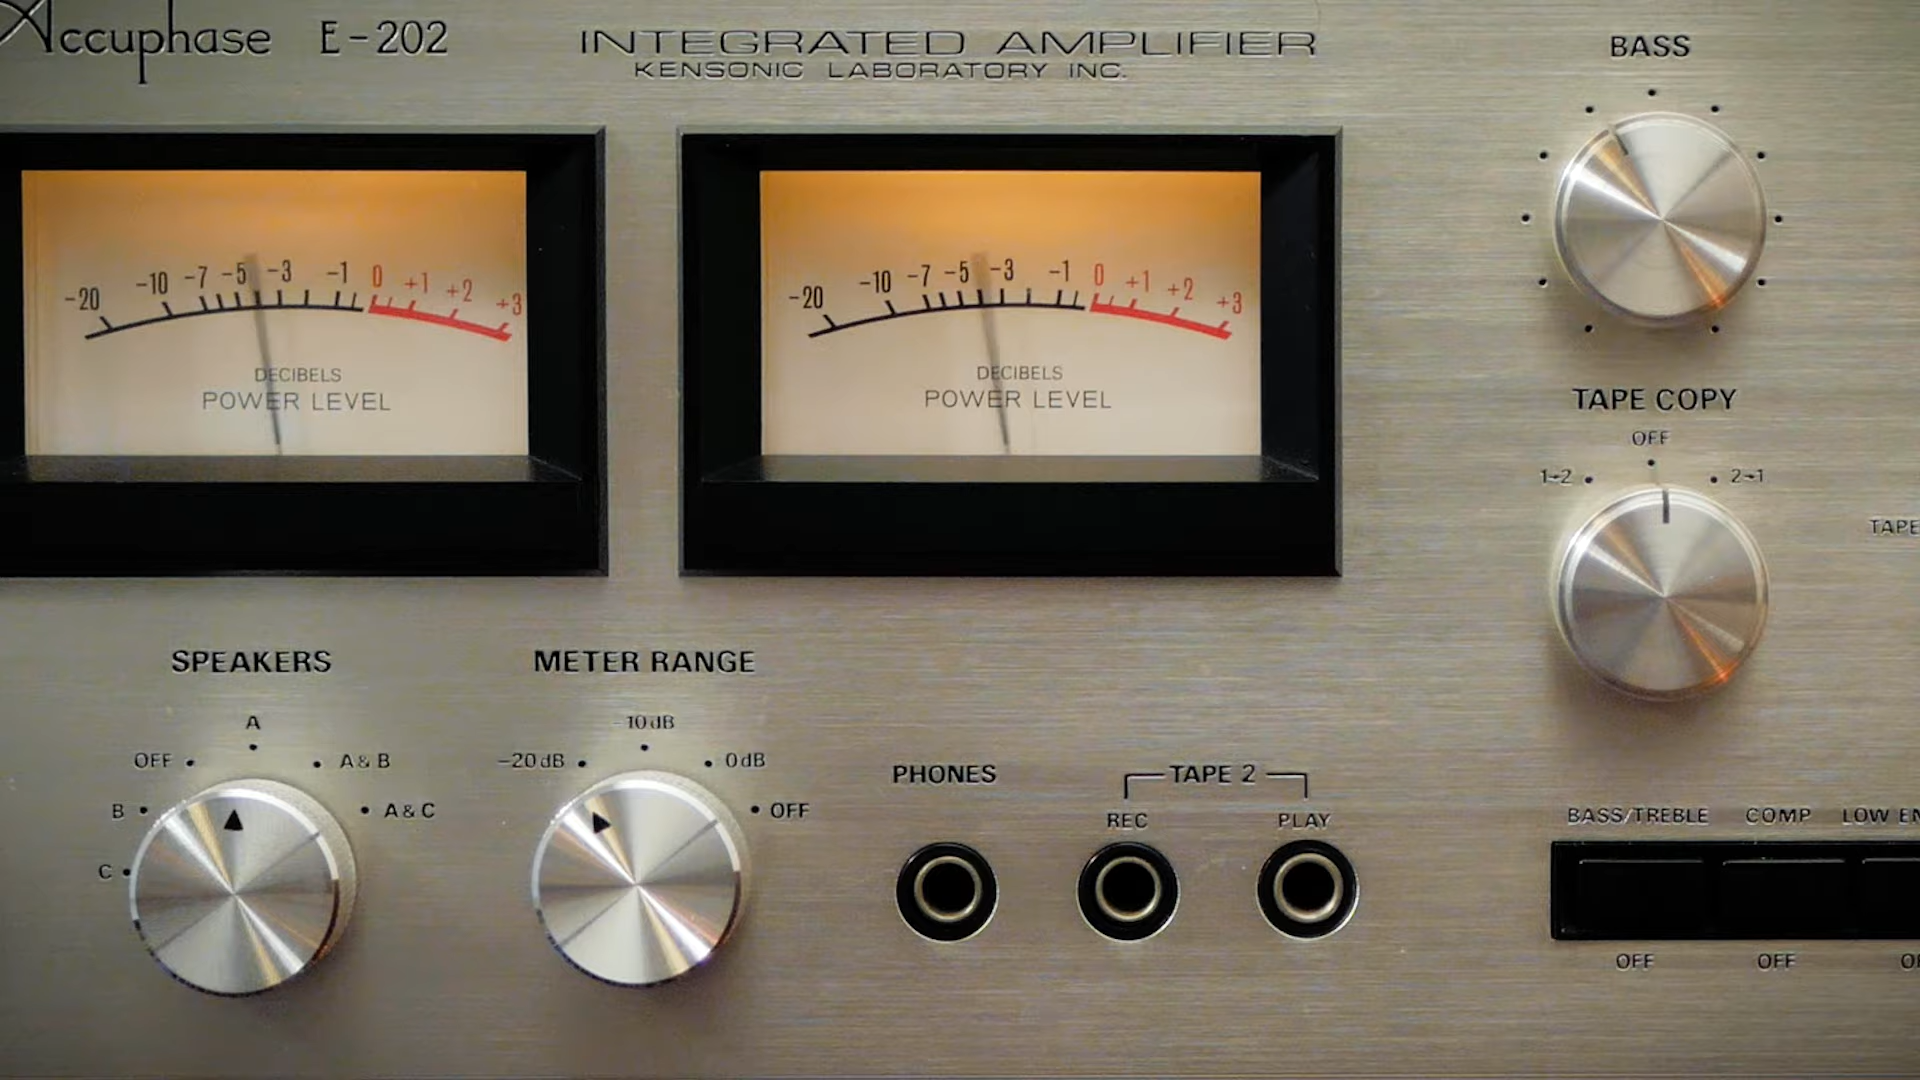 Accuphase E-202
INTEGRATED AMPLIFIER
KENSONIC LABORATORY INC.
-20 -10 -7 -5 -3 -1 0 +1 +2 +3
DECIBELS
POWER LEVEL
-20 -10 -7 -5 -3 -1 0 +1 +2 +3
DECIBELS
POWER LEVEL
BASS
TAPE COPY
OFF
1→2 2→1
TAPE
SPEAKERS
A
OFF A & B
B A & C
C
METER RANGE
-10dB
-20dB 0dB
OFF
PHONES
TAPE 2
REC PLAY
BASS/TREBLE COMP LOW
OFF OFF